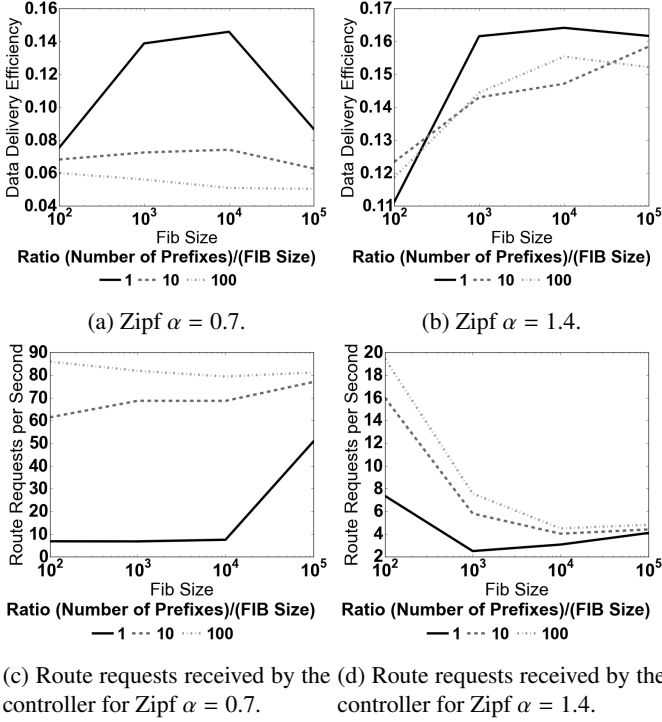 0.16
0.14
0.12
0.10
0.08
0.06
0.04
Data Delivery Efficiency
10² 10³ 10⁴ 10⁵
Fib Size
Ratio (Number of Prefixes)/(FIB Size)
1 10 100
(a) Zipf α = 0.7.
0.17
0.16
0.15
0.13
0.12
0.11
Data Delivery Efficiency
10² 10³ 10⁴ 10⁵
Fib Size
Ratio (Number of Prefixes)/(FIB Size)
1 10 100
(b) Zipf α = 1.4.
90
80
70
60
50
40
30
20
10
0
Route Requests per Second
10² 10³ 10⁴ 10⁵
Fib Size
Ratio (Number of Prefixes)/(FIB Size)
1 10 100
(c) Route requests received by the
controller for Zipf α = 0.7.
20
18
16
14
12
10
8
6
4
2
Route Requests per Second
10² 10³ 10⁴ 10⁵
Fib Size
Ratio (Number of Prefixes)/(FIB Size)
1 10 100
(d) Route requests received by the
controller for Zipf α = 1.4.